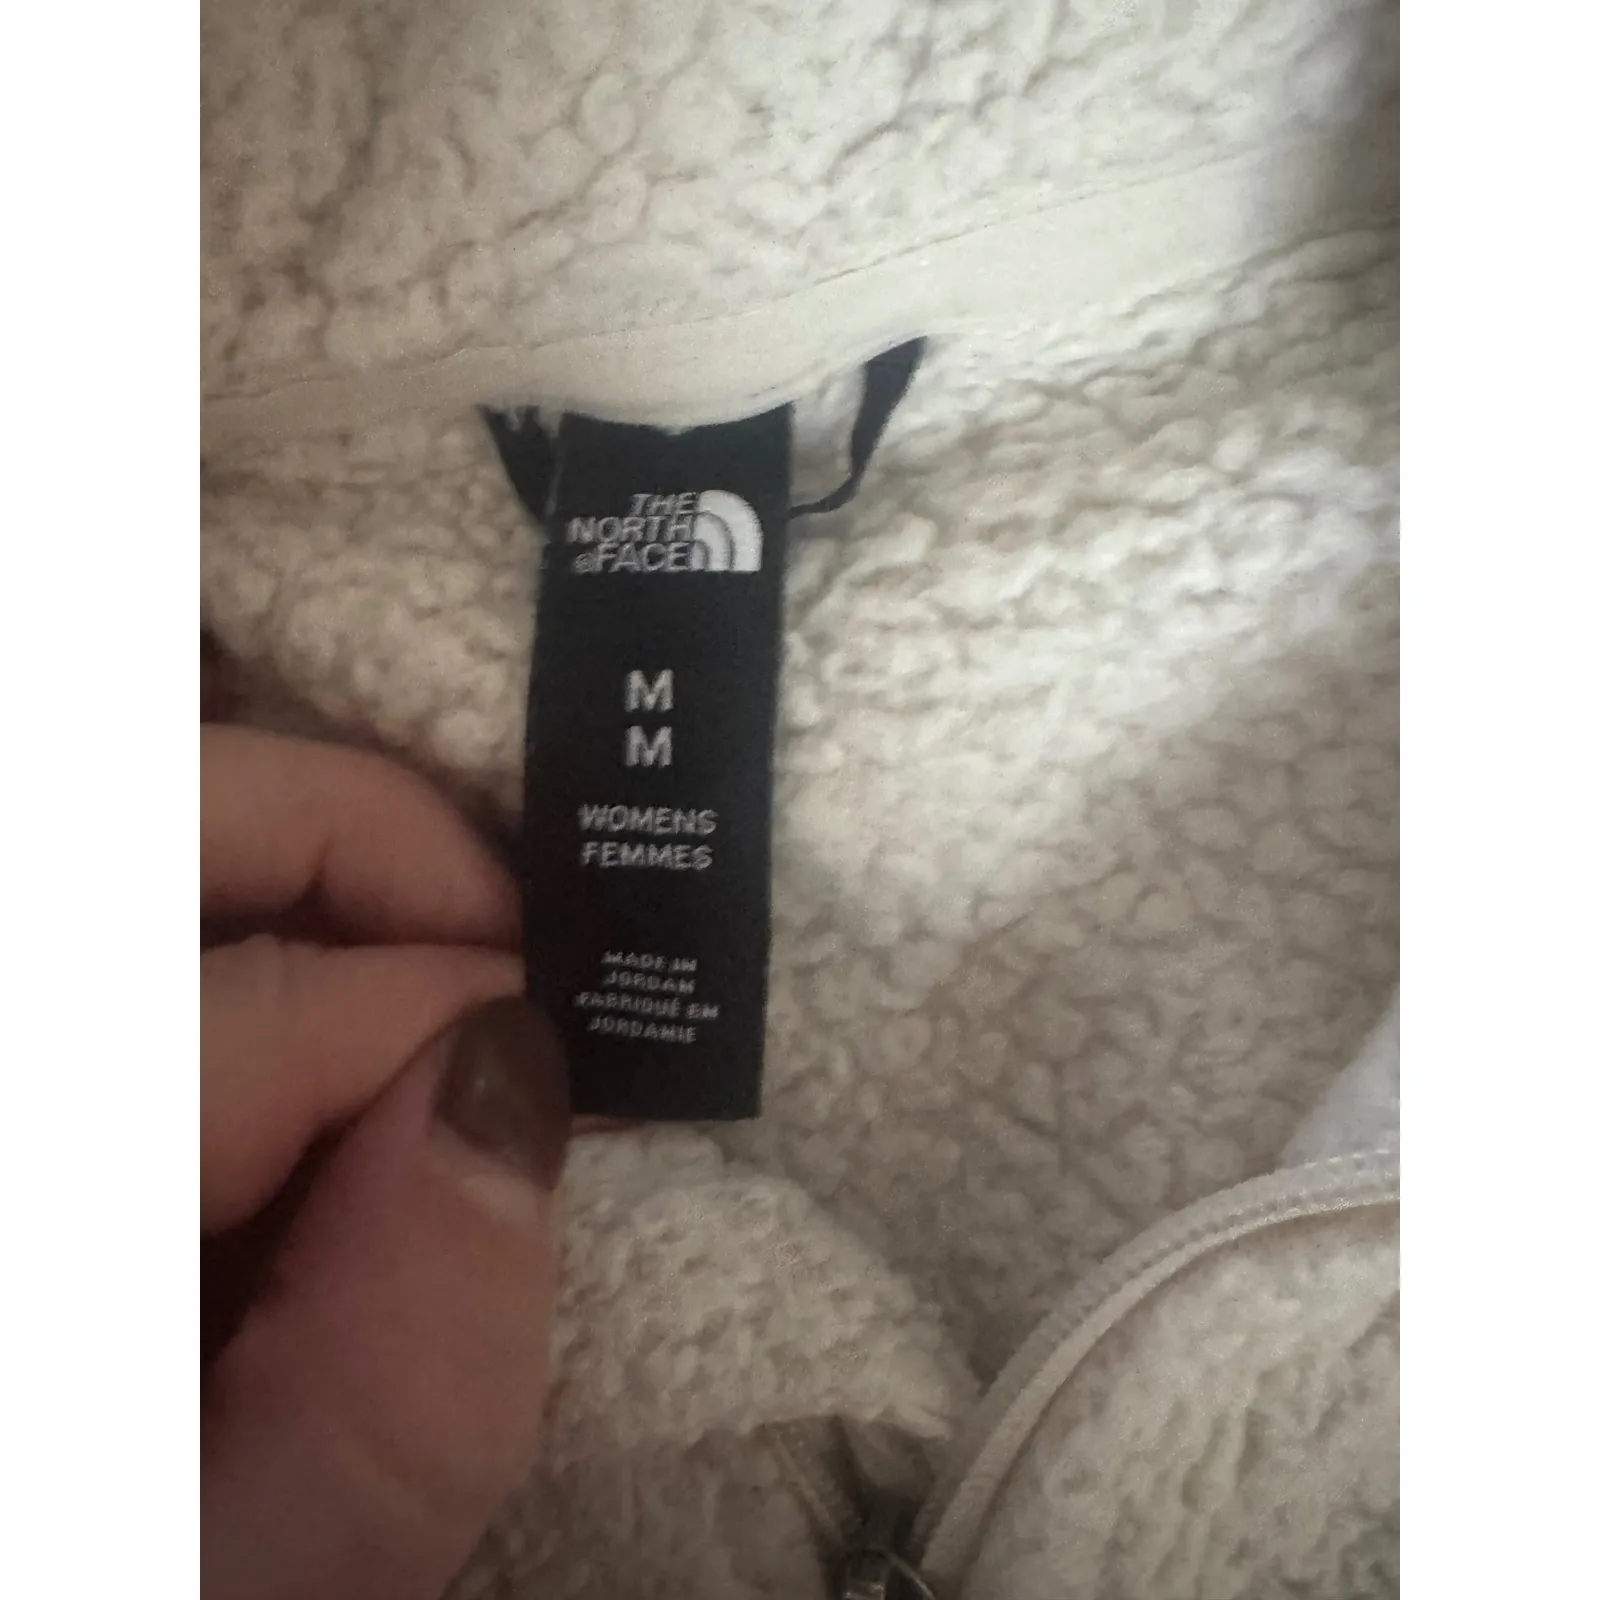 THE
NORTH
FACE
M
M
WOMENS
FEMMES
MADE IN
JORDAN
FABRIQUÉ EN
JORDANIE